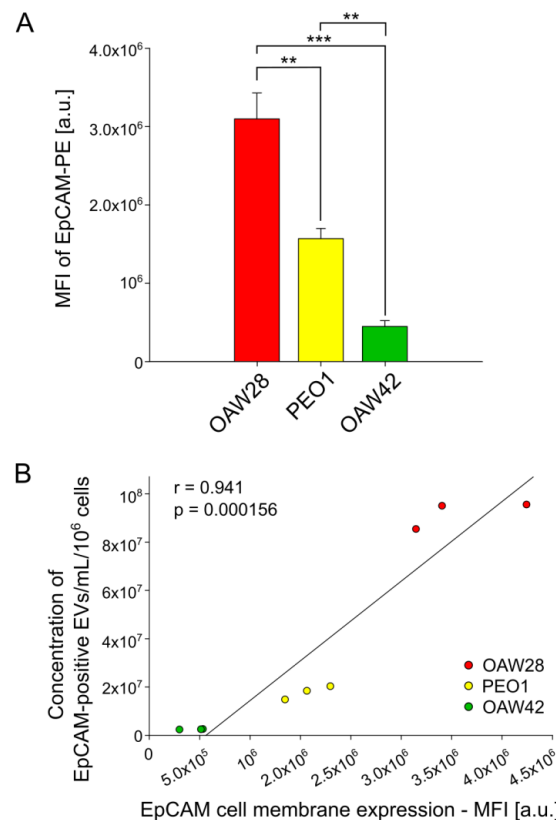 A
MFI of EpCAM-PE [a.u.]
4.0x10⁶
3.0x10⁶
2.0x10⁶
10⁶
0
**
***
**
OAW28
PEO1
OAW42
B
r = 0.941
p = 0.000156
Concentration of
EpCAM-positive EVs/mL/10⁶ cells
10⁸
8x10⁷
6x10⁷
4x10⁷
2x10⁷
0
OAW28
PEO1
OAW42
0
5.0x10⁵
10⁶
2.0x10⁶
2.5x10⁶
3.0x10⁶
3.5x10⁶
4.0x10⁶
4.5x10⁶
EpCAM cell membrane expression - MFI [a.u.]